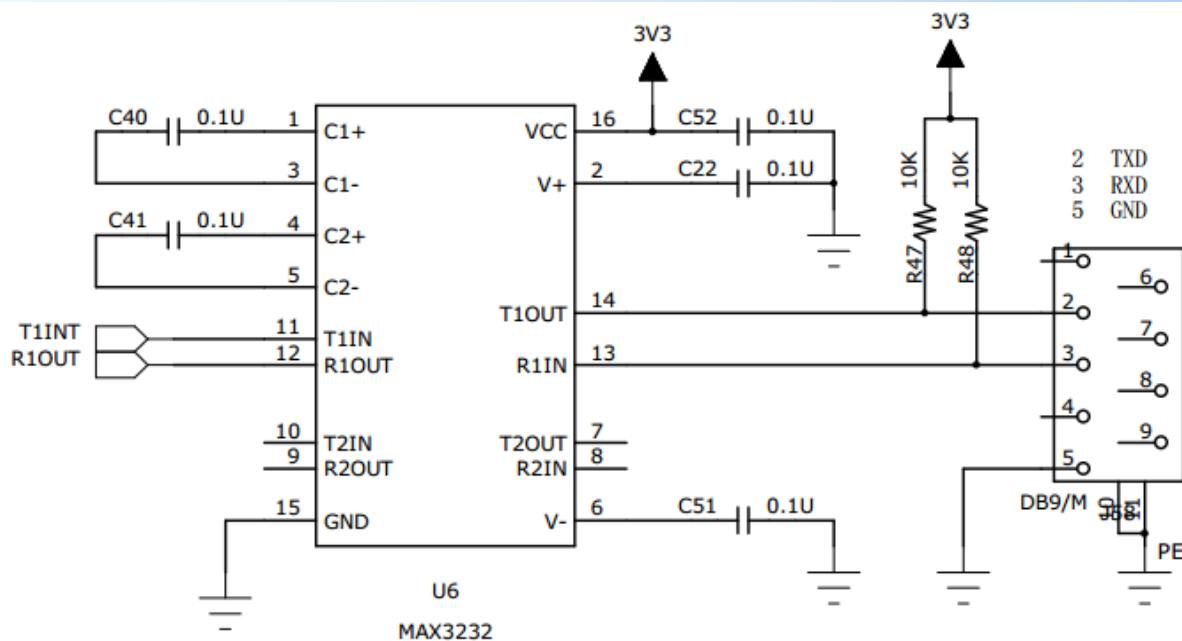 3V3
3V3
C40 0.1U
1 C1+
3 C1-
C41 0.1U
4 C2+
5 C2-
T1INT
11 T1IN
R1OUT
12 R1OUT
10 T2IN
9 R2OUT
15 GND
VCC 16
C52 0.1U
V+ 2
C22 0.1U
T1OUT 14
R1IN 13
T2OUT 7
R2IN 8
V- 6
C51 0.1U
U6
MAX3232
10K
R47
10K
R48
2 TXD
3 RXD
5 GND
1
6
2
7
3
8
4
9
5
DB9/M
J58
10
11
PE